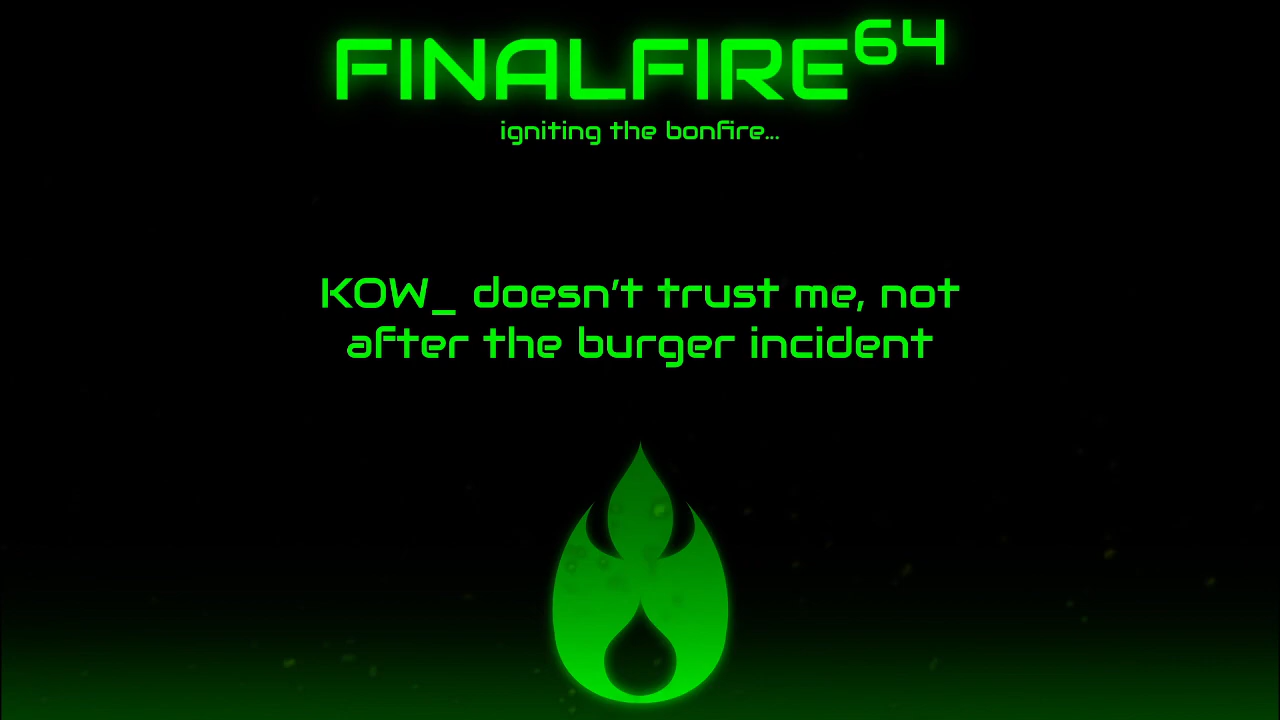 FINALFIRE64
igniting the bonfire...
KOW_ doesn't trust me, not
after the burger incident